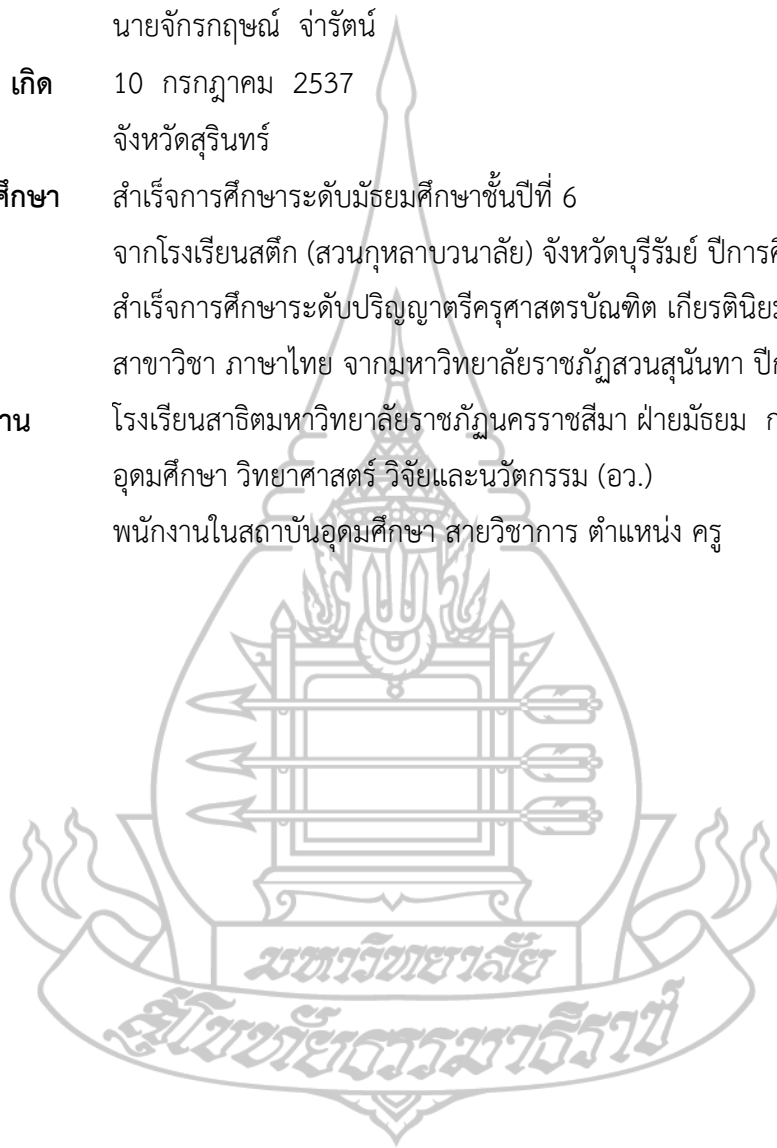 นายจักรกฤษณ์ จ่ารัตน์
เกิด 10 กรกฎาคม 2537
จังหวัดสุรินทร์
สำเร็จการศึกษาระดับมัธยมศึกษาชั้นปีที่ 6
จากโรงเรียนสตึก (สวนกุหลาบวนาลัย) จังหวัดบุรีรัมย์
สำเร็จการศึกษาระดับปริญญาตรีครุศาสตรบัณฑิต
สาขาวิชา ภาษาไทย จากมหาวิทยาลัยราชภัฏสวนสุนันทา
โรงเรียนสาธิตมหาวิทยาลัยราชภัฏนครราชสีมา ฝ่ายมัธยม
อุดมศึกษา วิทยาศาสตร์ วิจัยและนวัตกรรม (อว.)
พนักงานในสถาบันอุดมศึกษา สายวิชาการ ตำแหน่ง ครู
มหาวิทยาลัย
สุโขทัยธรรมาธิราช